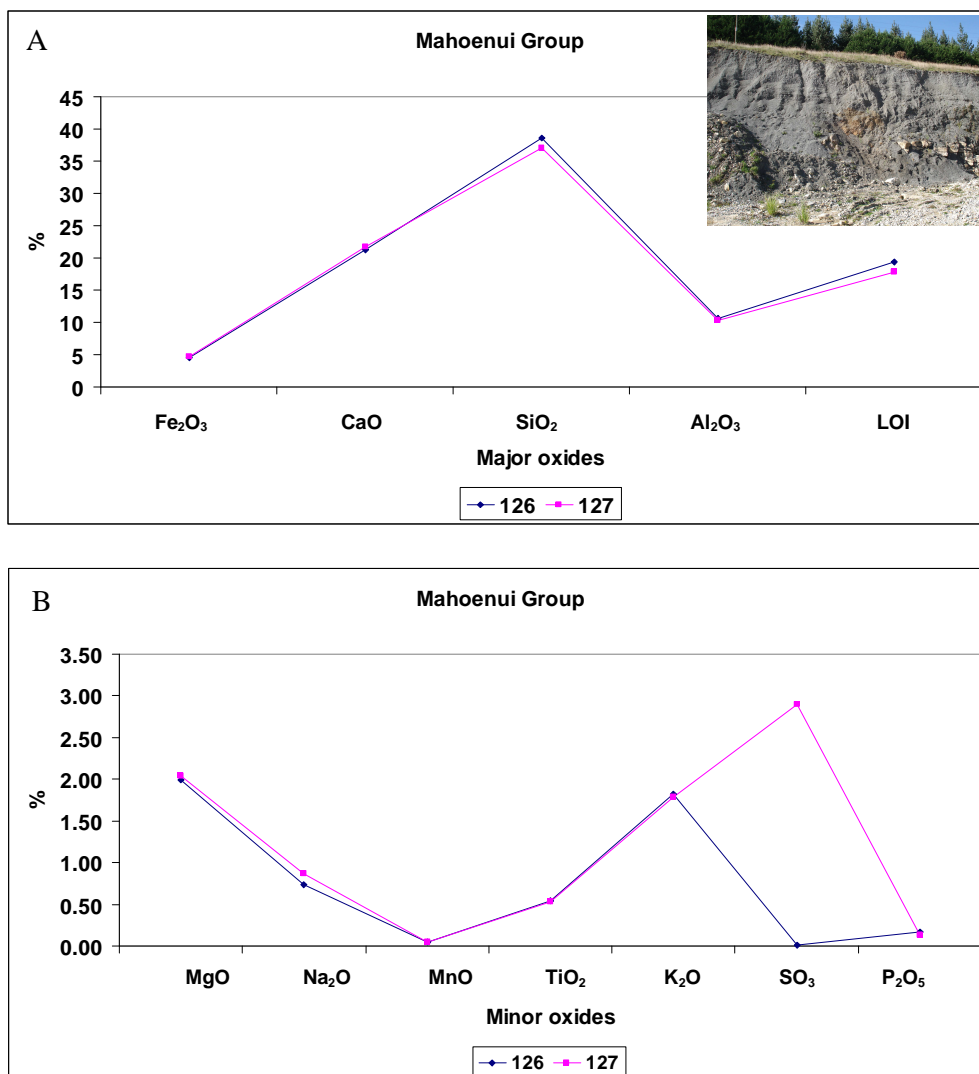 A
Mahoenui Group
45
40
35
30
25
20
15
10
5
0
%
Fe₂O₃ CaO SiO₂ Al₂O₃ LOI
Major oxides
126 127
B
Mahoenui Group
3.50
3.00
2.50
2.00
1.50
1.00
0.50
0.00
%
MgO Na₂O MnO TiO₂ K₂O SO₃ P₂O₅
Minor oxides
126 127